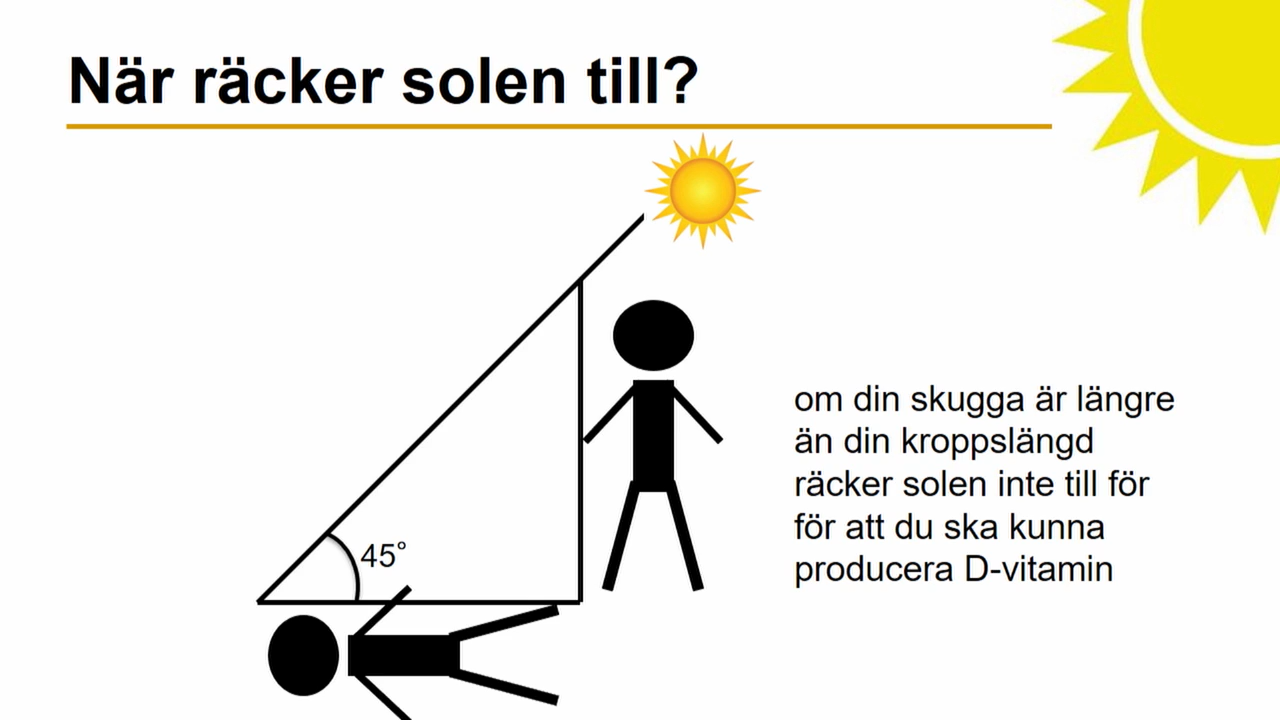 När räcker solen till?
45°
om din skugga är längre
än din kroppslängd
räcker solen inte till för
för att du ska kunna
producera D-vitamin